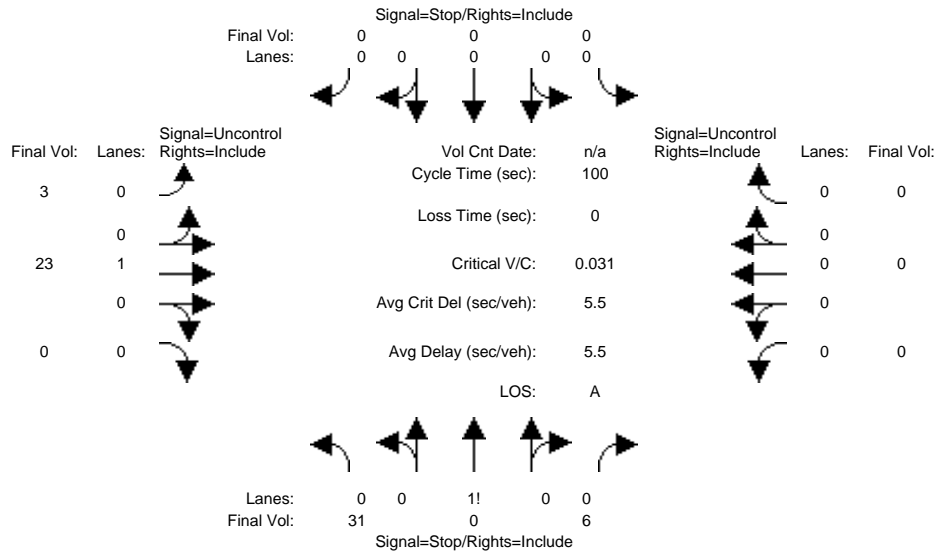 Signal=Stop/Rights=Include
Final Vol: 0 0 0
Lanes: 0 0 0 0 0
Signal=Uncontrol
Final Vol: Lanes: Rights=Include
Vol Cnt Date: n/a
Signal=Uncontrol
Rights=Include Lanes: Final Vol:
Cycle Time (sec): 100
3 0
0 0
Loss Time (sec): 0
0
0
23 1
Critical V/C: 0.031
0 0
0
Avg Crit Del (sec/veh): 5.5
0
0 0
Avg Delay (sec/veh): 5.5
0 0
LOS: A
Lanes: 0 0 1! 0 0
Final Vol: 31 0 6
Signal=Stop/Rights=Include